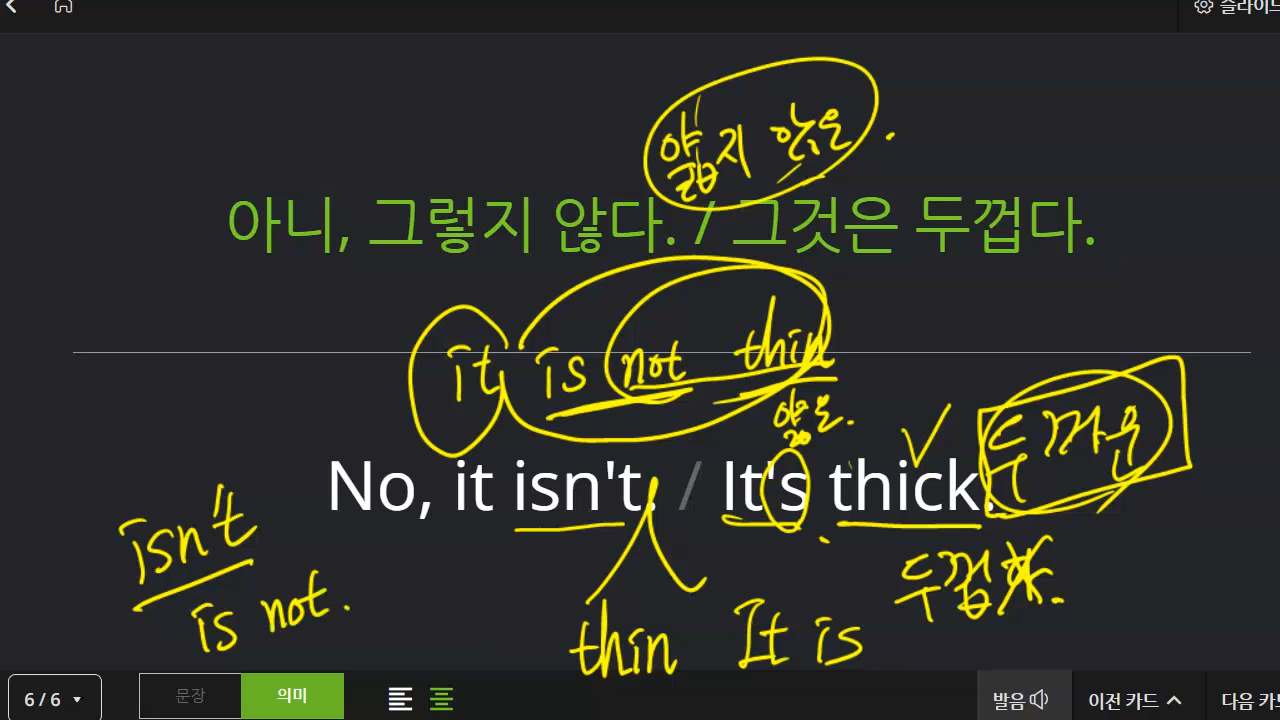 슬라이드
얇지 않은.
아니, 그렇지 않다. / 그것은 두껍다.
it is not thin
얇은.
두꺼운
No, it isn't. / It's thick.
isn't
is not.
thin It is
두껍
6 / 6
문장
의미
발음
이전 카드
다음 카